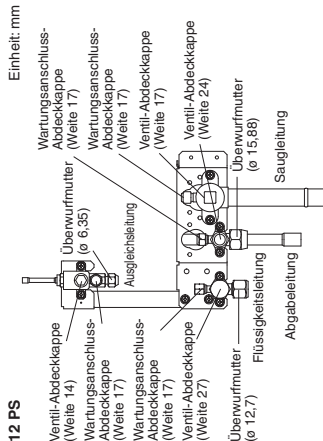 12 PS
Einheit: mm
Ventil-Abdeckkappe
(Weite 14)
Wartungsanschluss-
Abdeckkappe
(Weite 17)
Wartungsanschluss-
Abdeckkappe
(Weite 17)
Ventil-Abdeckkappe
(Weite 27)
Überwurfmutter
(ø 12,7)
Flüssigkeitsleitung
Abgabeleitung
Überwurfmutter
(ø 6,35)
Ausgleichsleitung
Wartungsanschluss-
Abdeckkappe
(Weite 17)
Wartungsanschluss-
Abdeckkappe
(Weite 17)
Ventil-Abdeckkappe
(Weite 17)
Ventil-Abdeckkappe
(Weite 24)
Überwurfmutter
(ø 15,88)
Saugleitung